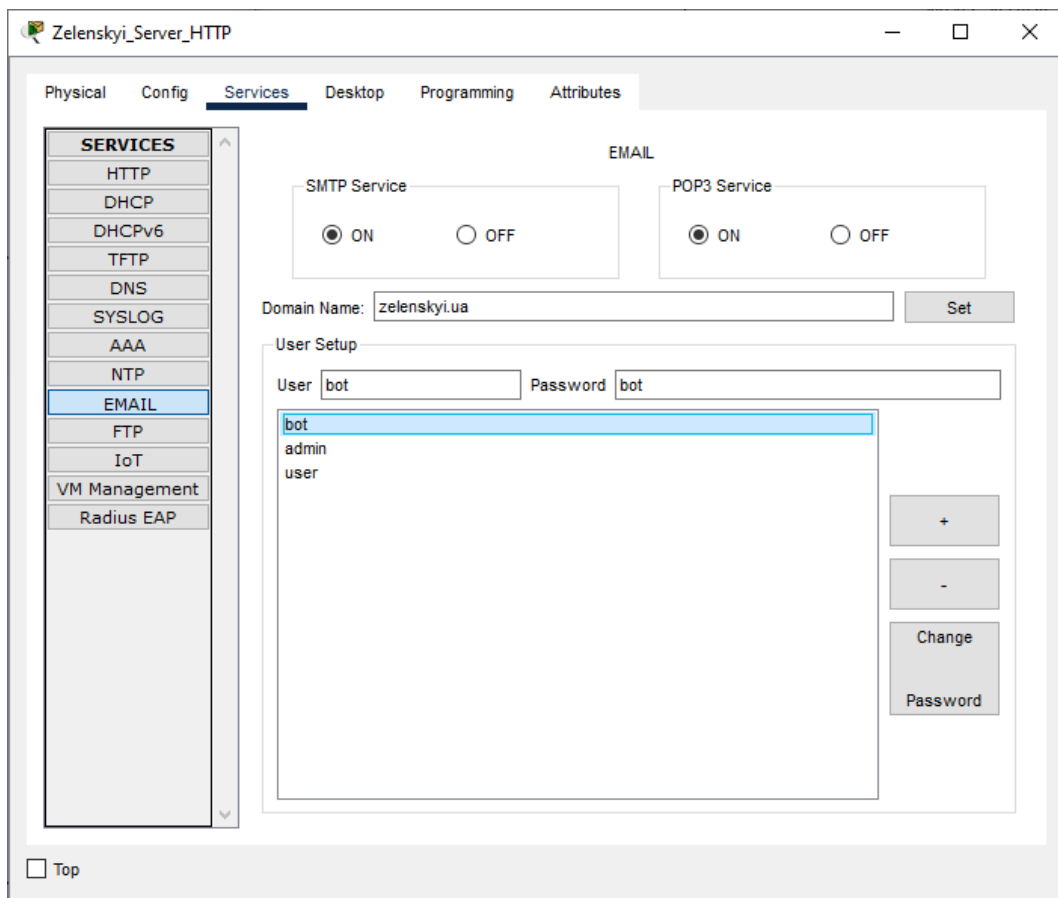 Zelenskyi_Server_HTTP
Physical Config Services Desktop Programming Attributes
SERVICES
HTTP
DHCP
DHCPv6
TFTP
DNS
SYSLOG
AAA
NTP
EMAIL
FTP
IoT
VM Management
Radius EAP
EMAIL
SMTP Service
ON OFF
POP3 Service
ON OFF
Domain Name: zelenskyi.ua Set
User Setup
User bot Password bot
bot
admin
user
+
-
Change
Password
Top